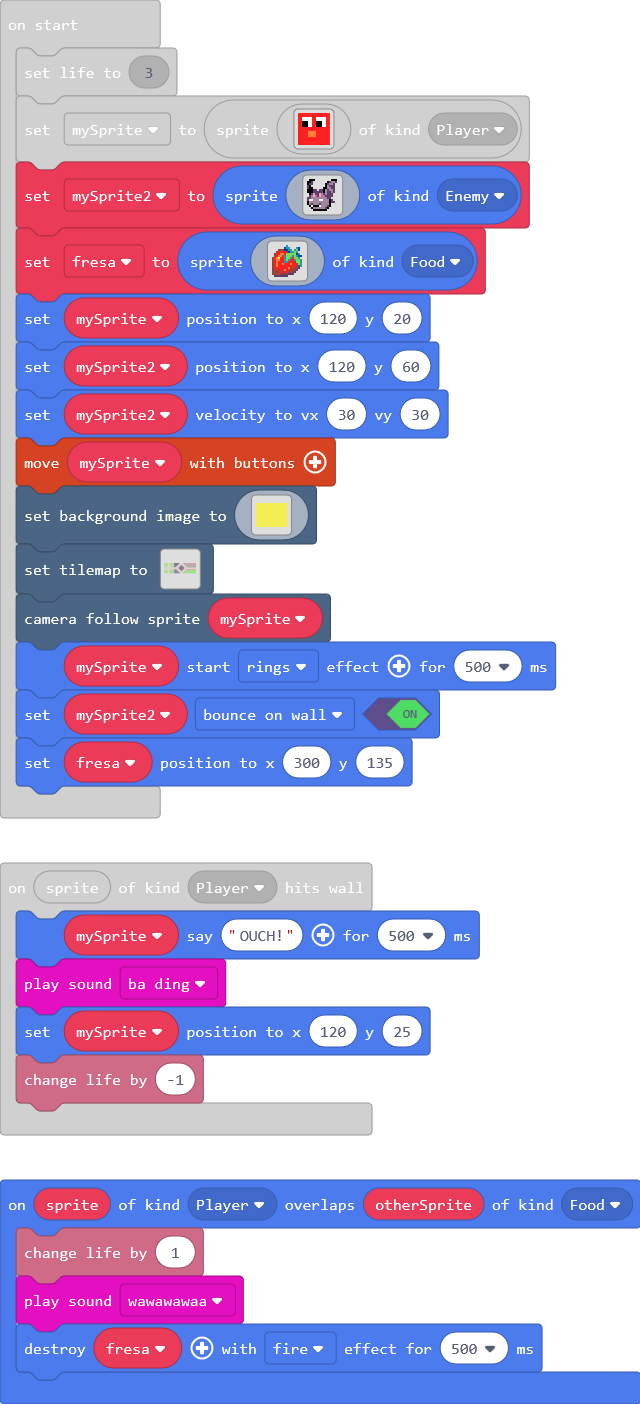 on start
set life to 3
set mySprite to sprite of kind Player
set mySprite2 to sprite of kind Enemy
set fresa to sprite of kind Food
set mySprite position to x 120 y 20
set mySprite2 position to x 120 y 60
set mySprite2 velocity to vx 30 vy 30
move mySprite with buttons
set background image to
set tilemap to
camera follow sprite mySprite
mySprite start rings effect for 500 ms
set mySprite2 bounce on wall ON
set fresa position to x 300 y 135
on sprite of kind Player hits wall
mySprite say "OUCH!" for 500 ms
play sound ba ding
set mySprite position to x 120 y 25
change life by -1
on sprite of kind Player overlaps otherSprite of kind Food
change life by 1
play sound wawawawaa
destroy fresa with fire effect for 500 ms